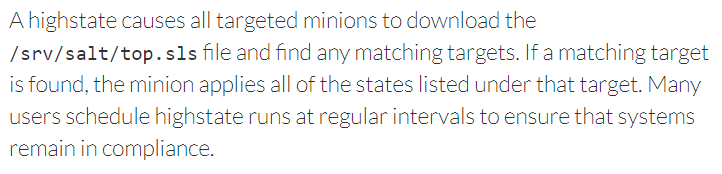 A highstate causes all targeted minions to download the
/srv/salt/top.sls file and find any matching targets. If a matching target
is found, the minion applies all of the states listed under that target. Many
users schedule highstate runs at regular intervals to ensure that systems
remain in compliance.